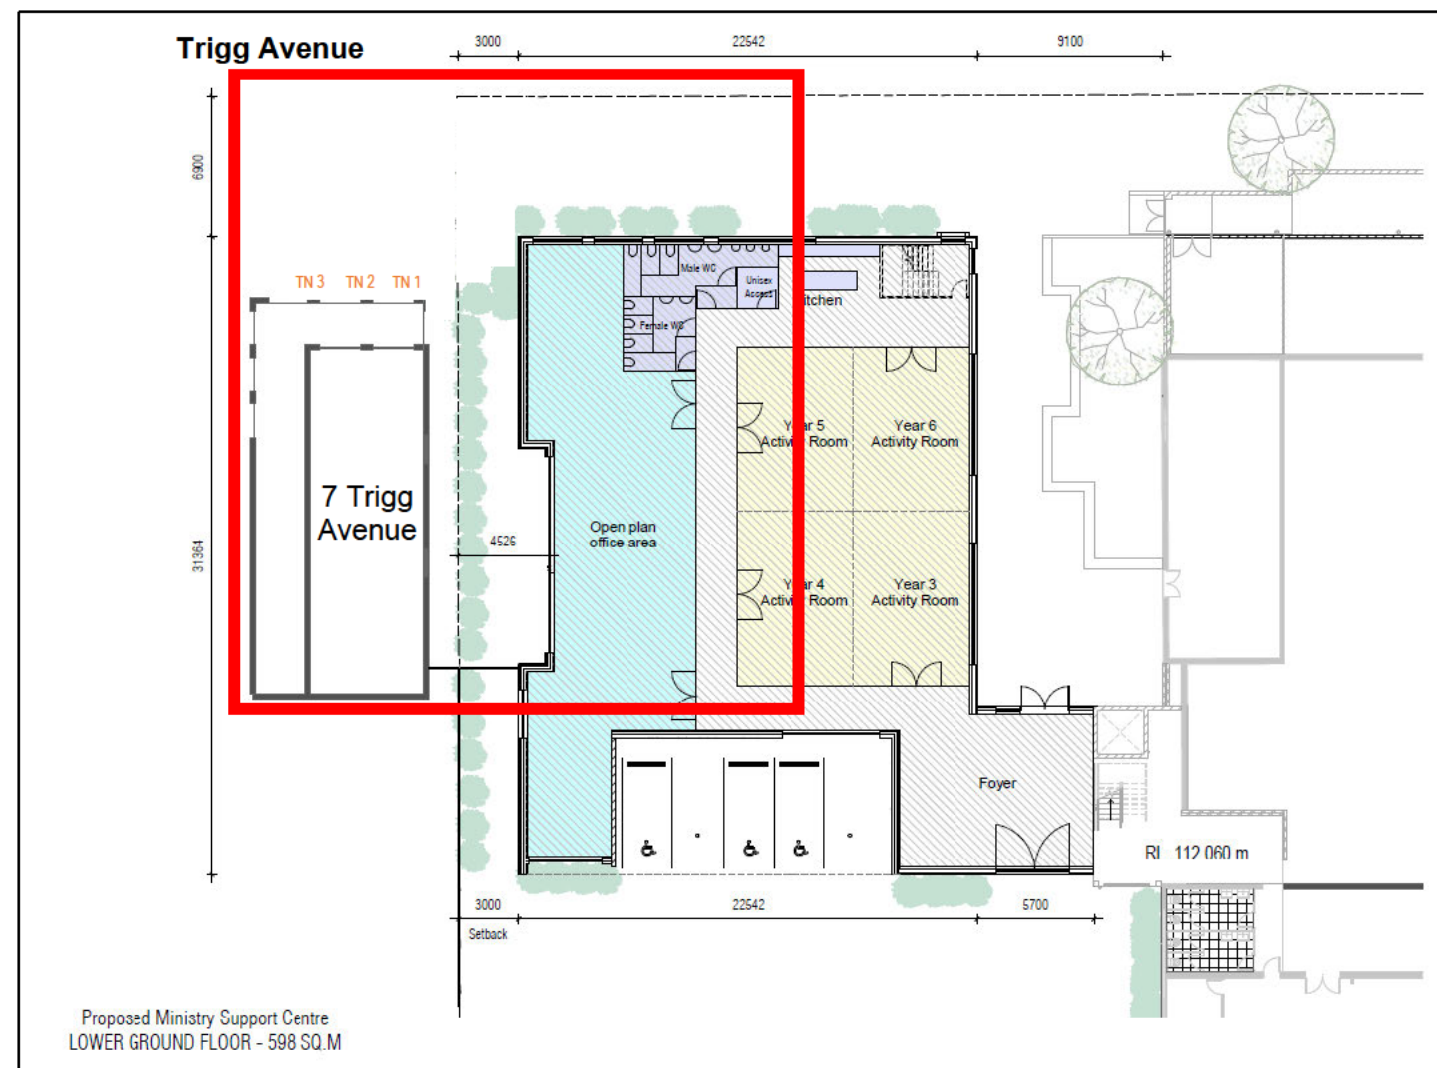 Trigg Avenue
3000
22542
9100
6900
TN 3
TN 2
TN 1
Male WC
Unisex
Access
itchen
Female WC
Year 5
Activity Room
Year 6
Activity Room
7 Trigg
Avenue
4526
Open plan
office area
31364
Year 4
Activity Room
Year 3
Activity Room
Foyer
RL 112 060 m
3000
22542
5700
Setback
Proposed Ministry Support Centre
LOWER GROUND FLOOR - 598 SQ.M